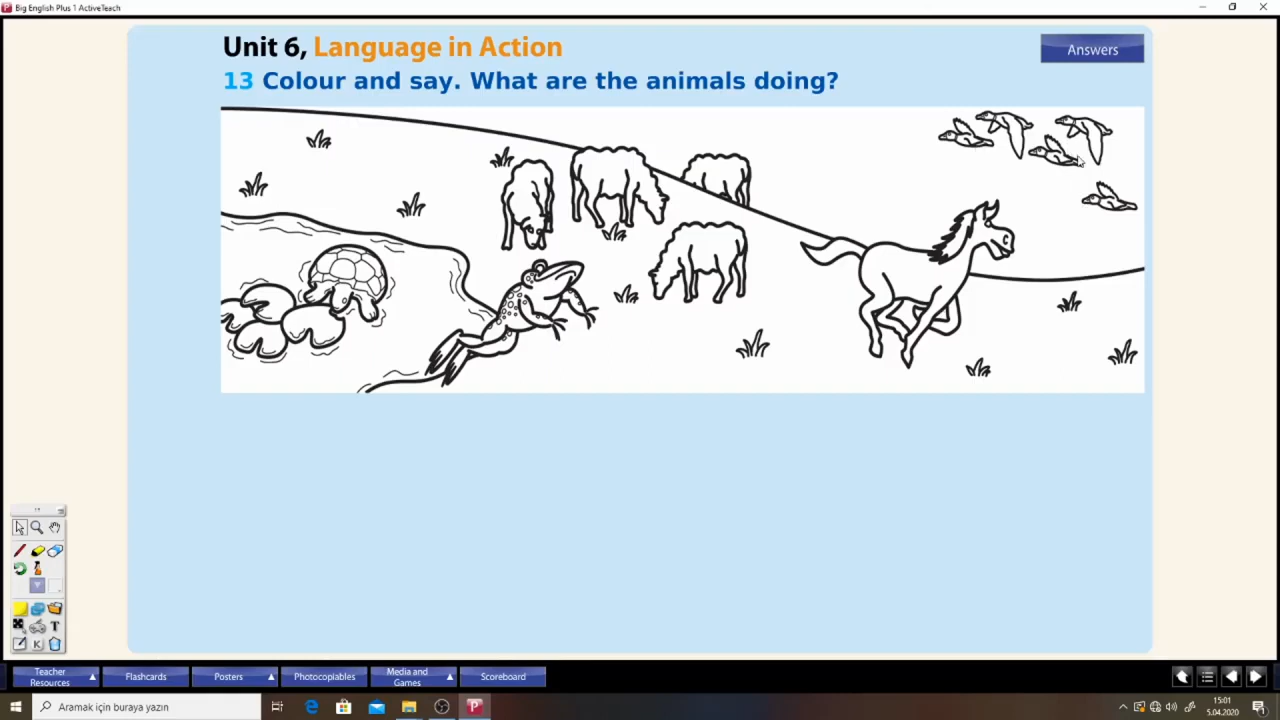 Big English Plus 1 ActiveTeach
Unit 6, Language in Action
Answers
13 Colour and say. What are the animals doing?
T
K
Teacher
Resources
Flashcards
Posters
Photocopiables
Media and
Games
Scoreboard
Aramak için buraya yazın
15:01
5.04.2020